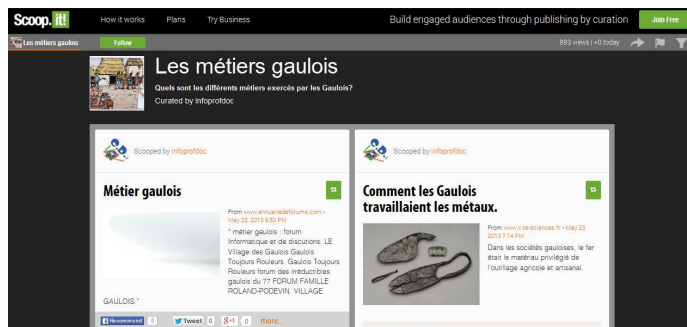 Scoop.it! How it works Plans Try Business Build engaged audiences through publishing by curation Join Free
Les métiers gaulois Follow 893 views | +0 today
Les métiers gaulois
Quels sont les différents métiers exercés par les Gaulois?
Curated by Infoprofdoc
Scooped by Infoprofdoc
Métier gaulois
From www.annuairedeforums.com -
May 23, 2013 9:30 PM
" métier gaulois : forum
Informatique et de discutions. LE
Village des Gaulois Gaulois
Toujours Rouleurs. Gaulois Toujours
Rouleurs forum des irréductibles
gaulois du 77 FORUM FAMILLE
ROLAND-PODEVIN. VILLAGE
GAULOIS."
Recommend 0 Tweet 0 +1 0 more...
Scooped by Infoprofdoc
Comment les Gaulois
travaillaient les métaux.
From www.cite-sciences.fr - May 23,
2013 7:14 PM
Dans les sociétés gauloises, le fer
était le matériau privilégié de
l'outillage agricole et artisanal.